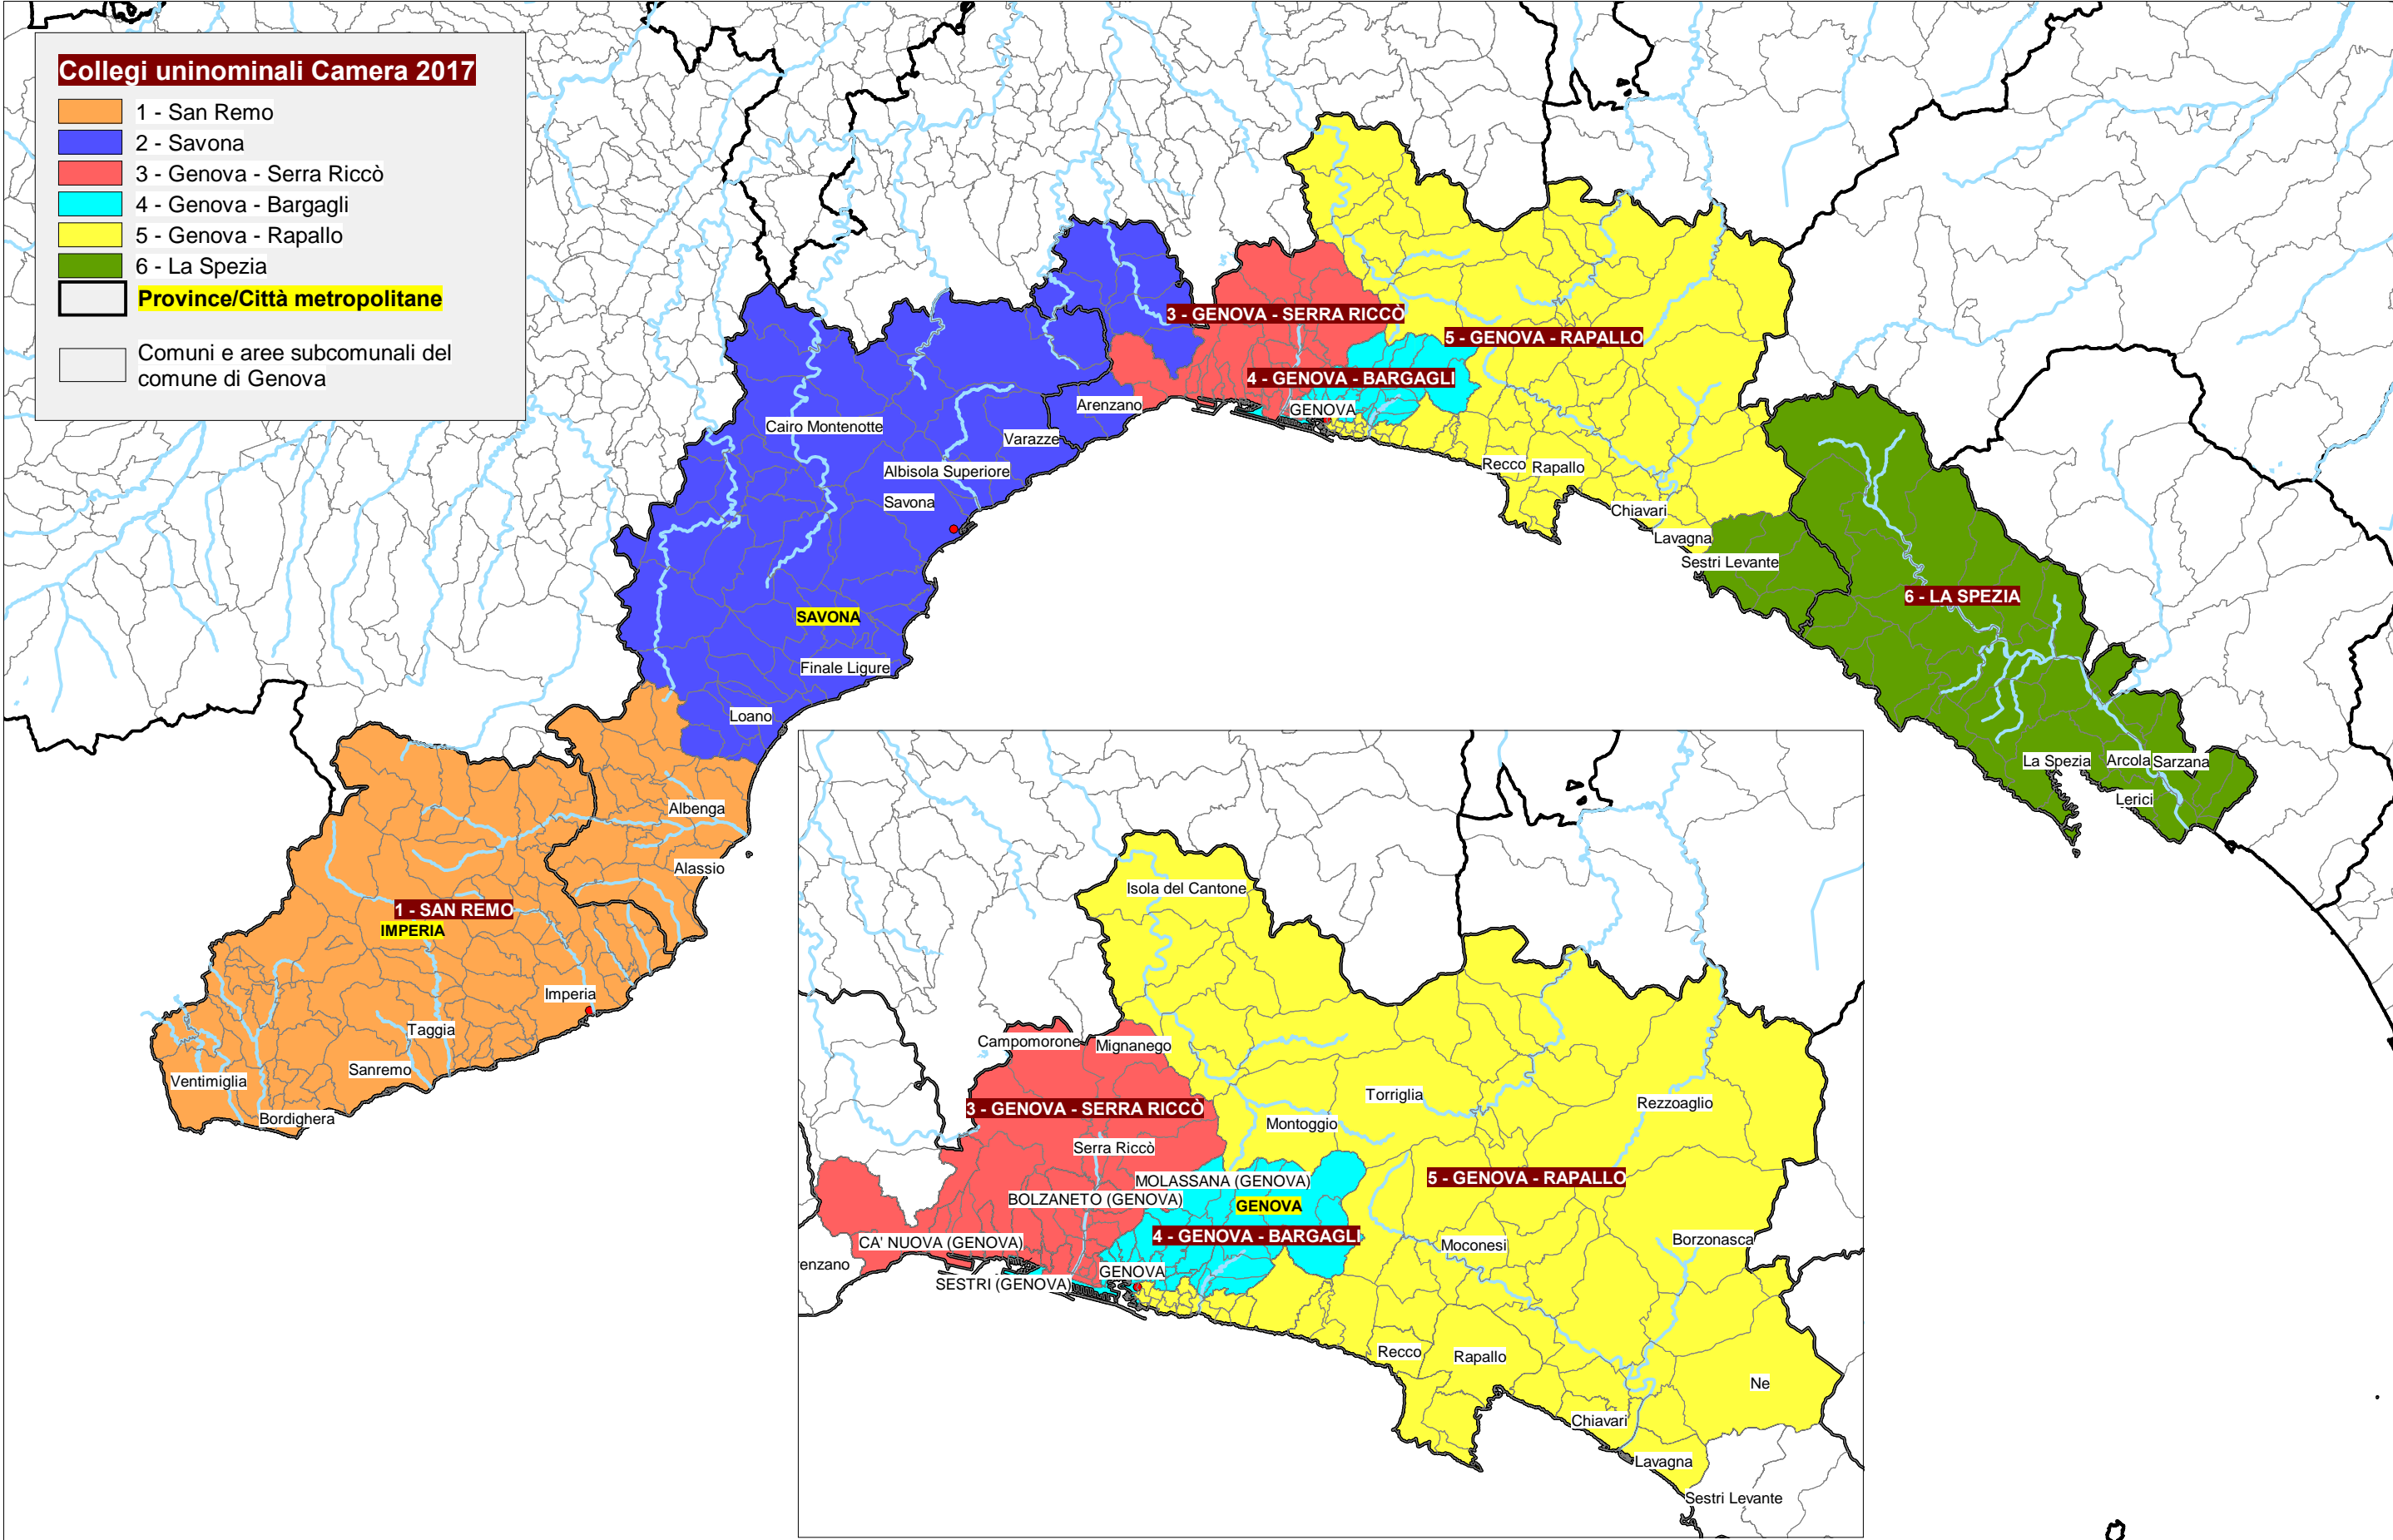 Collegi uninominali Camera 2017
1 - San Remo
2 - Savona
3 - Genova - Serra Riccò
4 - Genova - Bargagli
5 - Genova - Rapallo
6 - La Spezia
Province/Città metropolitane
Comuni e aree subcomunali del
comune di Genova
3 - GENOVA - SERRA RICCÒ
5 - GENOVA - RAPALLO
4 - GENOVA - BARGAGLI
Arenzano
GENOVA
Cairo Montenotte
Varazze
Albisola Superiore
Savona
Recco
Rapallo
Chiavari
Lavagna
Sestri Levante
6 - LA SPEZIA
SAVONA
Finale Ligure
Loano
La Spezia
Arcola
Sarzana
Lerici
Albenga
Alassio
1 - SAN REMO
IMPERIA
Imperia
Taggia
Sanremo
Ventimiglia
Bordighera
Isola del Cantone
Campomorone
Mignanego
Torriglia
Rezzoaglio
3 - GENOVA - SERRA RICCÒ
Montoggio
Serra Riccò
MOLASSANA (GENOVA)
5 - GENOVA - RAPALLO
BOLZANETO (GENOVA)
GENOVA
4 - GENOVA - BARGAGLI
CA' NUOVA (GENOVA)
Moconesi
Borzonasca
enzano
GENOVA
SESTRI (GENOVA)
Recco
Rapallo
Ne
Chiavari
Lavagna
Sestri Levante